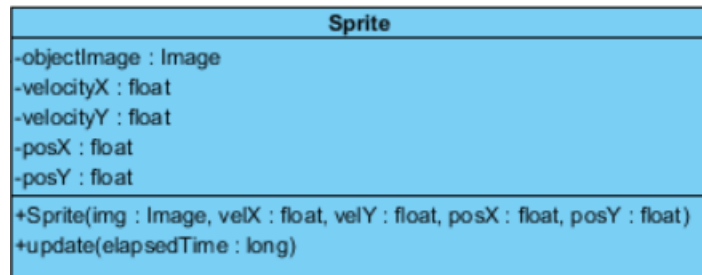 Sprite
-objectImage : Image
-velocityX : float
-velocityY : float
-posX : float
-posY : float
+Sprite(img : Image, velX : float, velY : float, posX : float, posY : float)
+update(elapsedTime : long)